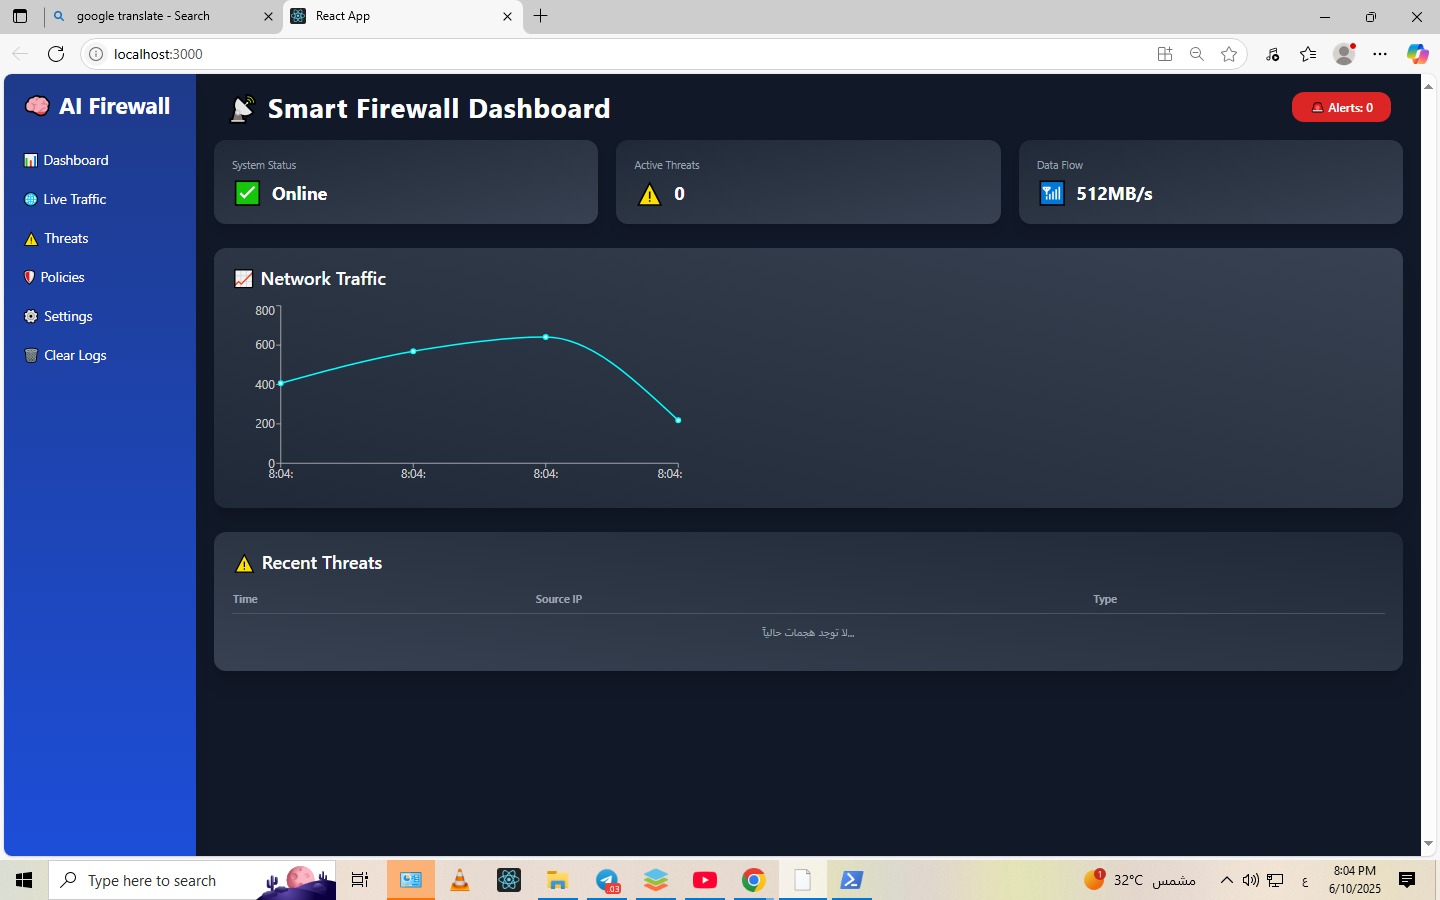 google translate - Search
React App
localhost:3000
AI Firewall
Dashboard
Live Traffic
Threats
Policies
Settings
Clear Logs
Smart Firewall Dashboard
Alerts: 0
System Status
Online
Active Threats
0
Data Flow
512MB/s
Network Traffic
800
600
400
200
0
8:04:
8:04:
8:04:
8:04:
Recent Threats
Time Source IP Type
لا توجد هجمات حالياً...
Type here to search
.03
1
32°C مشمس
ع
8:04 PM
6/10/2025